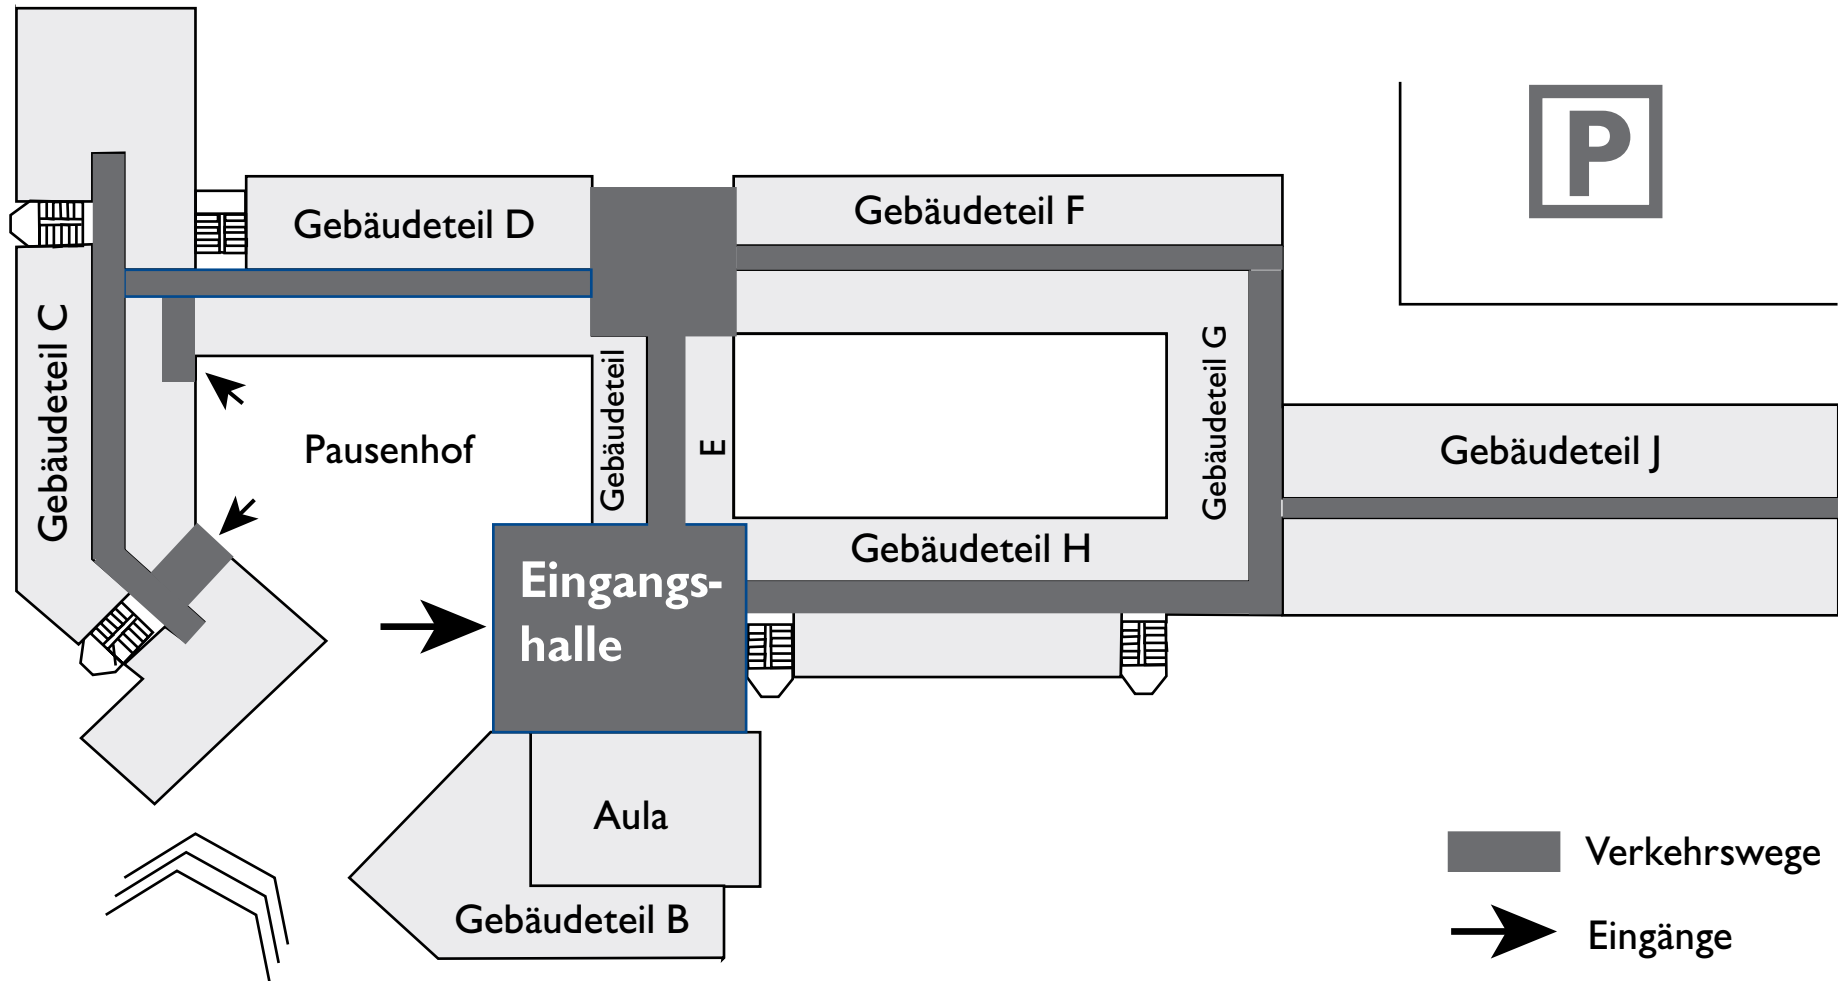 P
Gebäudeteil D
Gebäudeteil F
Gebäudeteil C
Pausenhof
Gebäudeteil
E
Gebäudeteil G
Gebäudeteil J
Gebäudeteil H
Eingangs-
halle
Aula
Gebäudeteil B
Verkehrswege
Eingänge